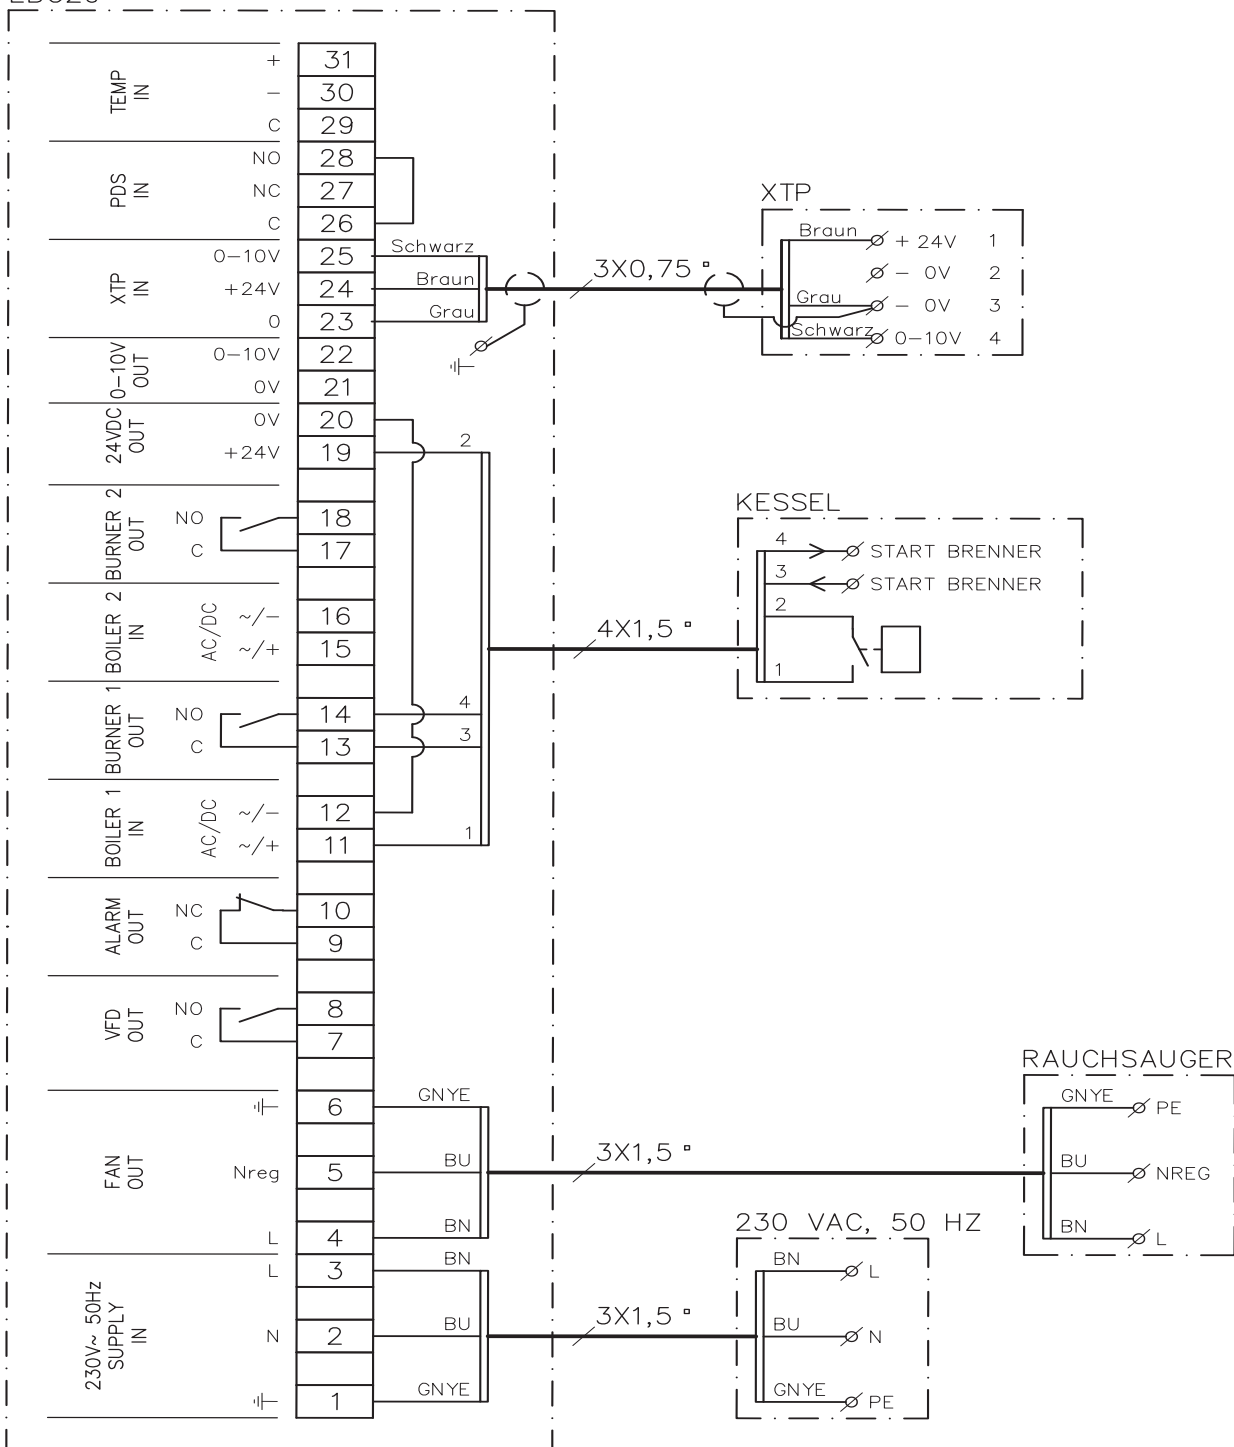 TEMP
IN
+ 31
- 30
C 29
PDS
IN
NO 28
NC 27
C 26
XTP
IN
0-10V 25 Schwarz
+24V 24 Braun
0 23 Grau
3X0,75
XTP
Braun + 24V 1
- 0V 2
Grau - 0V 3
Schwarz 0-10V 4
0-10V
OUT
0-10V 22
0V 21
24VDC
OUT
0V 20
+24V 19 2
BURNER 2
OUT
NO 18
C 17
KESSEL
4 START BRENNER
3 START BRENNER
2
1
4X1,5
BOILER 2
IN
AC/DC
~/- 16
~/+ 15
BURNER 1
OUT
NO 14 4
C 13 3
BOILER 1
IN
AC/DC
~/- 12
~/+ 11 1
ALARM
OUT
NC 10
C 9
VFD
OUT
NO 8
C 7
FAN
OUT
6 GNYE
Nreg 5 BU
L 4 BN
3X1,5
RAUCHSAUGER
GNYE PE
BU NREG
BN L
230V~ 50Hz
SUPPLY
IN
L 3 BN
N 2 BU
1 GNYE
3X1,5
230 VAC, 50 HZ
BN L
BU N
GNYE PE